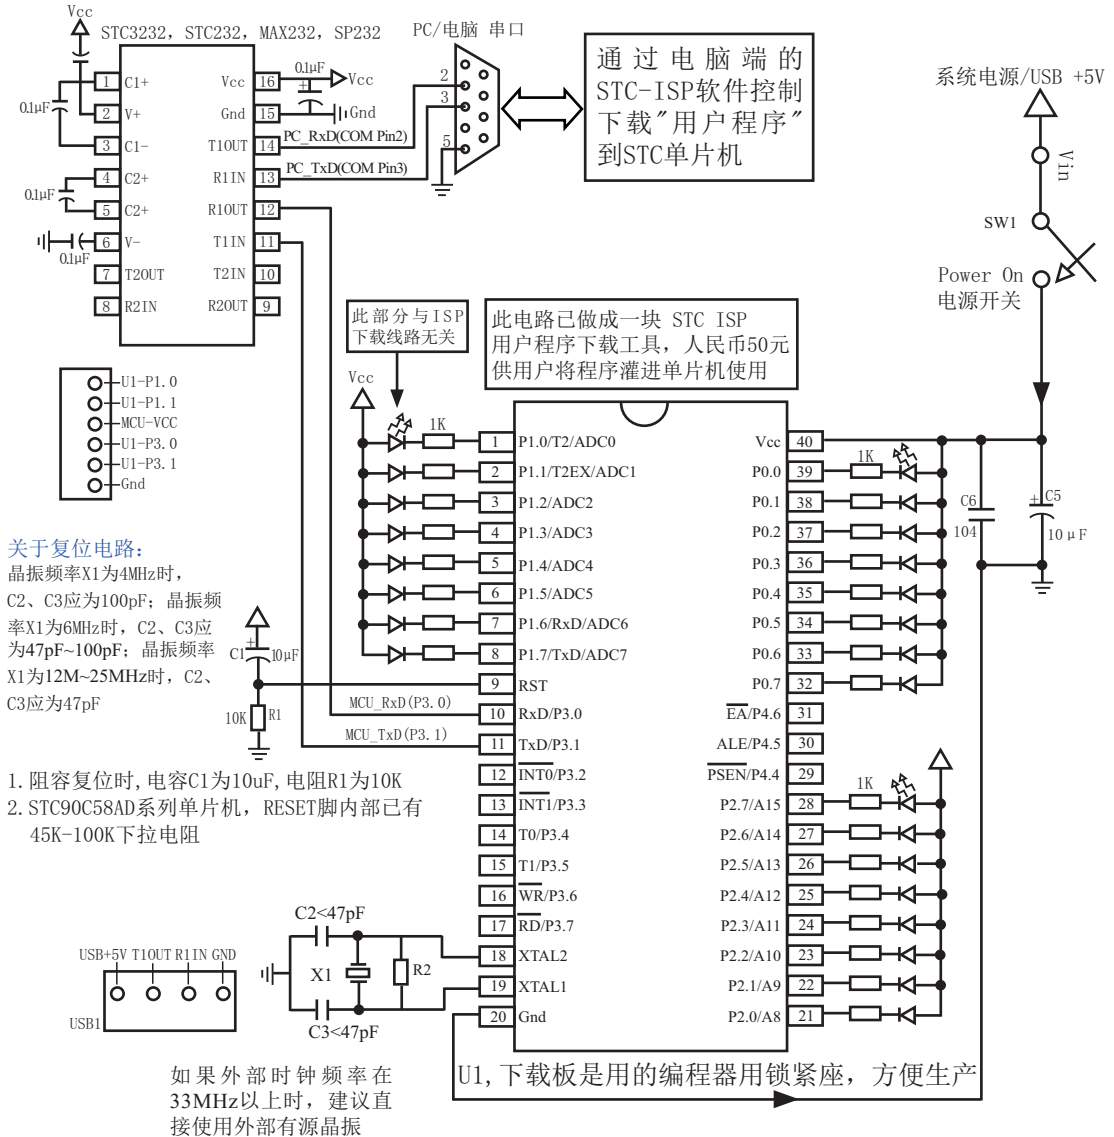 Vcc
STC3232, STC232, MAX232, SP232
0.1μF
0.1μF
0.1μF
1 C1+
2 V+
3 C1-
4 C2+
5 C2+
6 V-
7 T2OUT
8 R2IN
Vcc 16
Gnd 15
T1OUT 14
R1IN 13
R1OUT 12
T1IN 11
T2IN 10
R2OUT 9
0.1μF
+
Vcc
Gnd
PC_RxD(COM Pin2)
PC_TxD(COM Pin3)
PC/电脑 串口
2
3
5
通过电脑端的
STC-ISP软件控制
下载"用户程序"
到STC单片机
系统电源/USB +5V
Vin
SW1
Power On
电源开关
此部分与ISP
下载线路无关
此电路已做成一块 STC ISP
用户程序下载工具，人民币50元
供用户将程序灌进单片机使用
U1-P1.0
U1-P1.1
MCU-VCC
U1-P3.0
U1-P3.1
Gnd
关于复位电路：
晶振频率X1为4MHz时，
C2、C3应为100pF；晶振频
率X1为6MHz时，C2、C3应
为47pF~100pF；晶振频率
X1为12M~25MHz时，C2、
C3应为47pF
+
C1 10μF
10K R1
1.阻容复位时,电容C1为10uF,电阻R1为10K
2.STC90C58AD系列单片机，RESET脚内部已有
45K-100K下拉电阻
Vcc
1K
MCU_RxD(P3.0)
MCU_TxD(P3.1)
1 P1.0/T2/ADC0
2 P1.1/T2EX/ADC1
3 P1.2/ADC2
4 P1.3/ADC3
5 P1.4/ADC4
6 P1.5/ADC5
7 P1.6/RxD/ADC6
8 P1.7/TxD/ADC7
9 RST
10 RxD/P3.0
11 TxD/P3.1
12 INT0/P3.2
13 INT1/P3.3
14 T0/P3.4
15 T1/P3.5
16 WR/P3.6
17 RD/P3.7
18 XTAL2
19 XTAL1
20 Gnd
Vcc 40
P0.0 39
P0.1 38
P0.2 37
P0.3 36
P0.4 35
P0.5 34
P0.6 33
P0.7 32
EA/P4.6 31
ALE/P4.5 30
PSEN/P4.4 29
P2.7/A15 28
P2.6/A14 27
P2.5/A13 26
P2.4/A12 25
P2.3/A11 24
P2.2/A10 23
P2.1/A9 22
P2.0/A8 21
1K
C6
104
+ C5
10μF
1K
C2<47pF
X1
R2
C3<47pF
USB+5V T1OUT R1IN GND
USB1
如果外部时钟频率在
33MHz以上时，建议直
接使用外部有源晶振
U1,下载板是用的编程器用锁紧座，方便生产